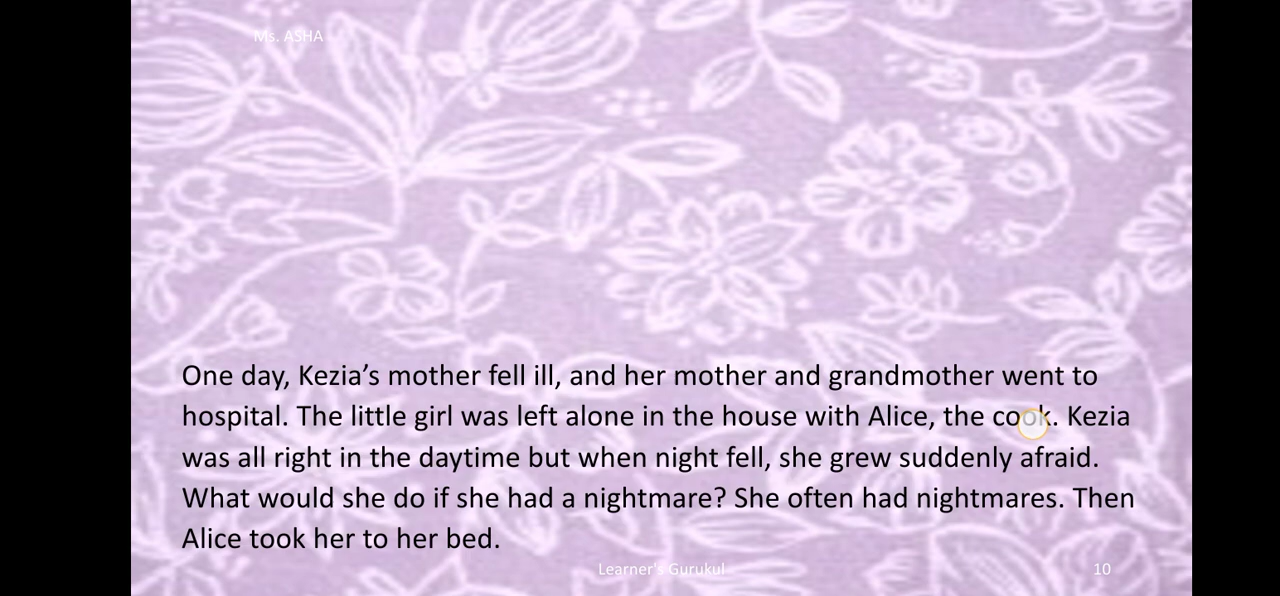 Ms. ASHA
One day, Kezia’s mother fell ill, and her mother and grandmother went to
hospital. The little girl was left alone in the house with Alice, the cook. Kezia
was all right in the daytime but when night fell, she grew suddenly afraid.
What would she do if she had a nightmare? She often had nightmares. Then
Alice took her to her bed.
Learner's Gurukul
10